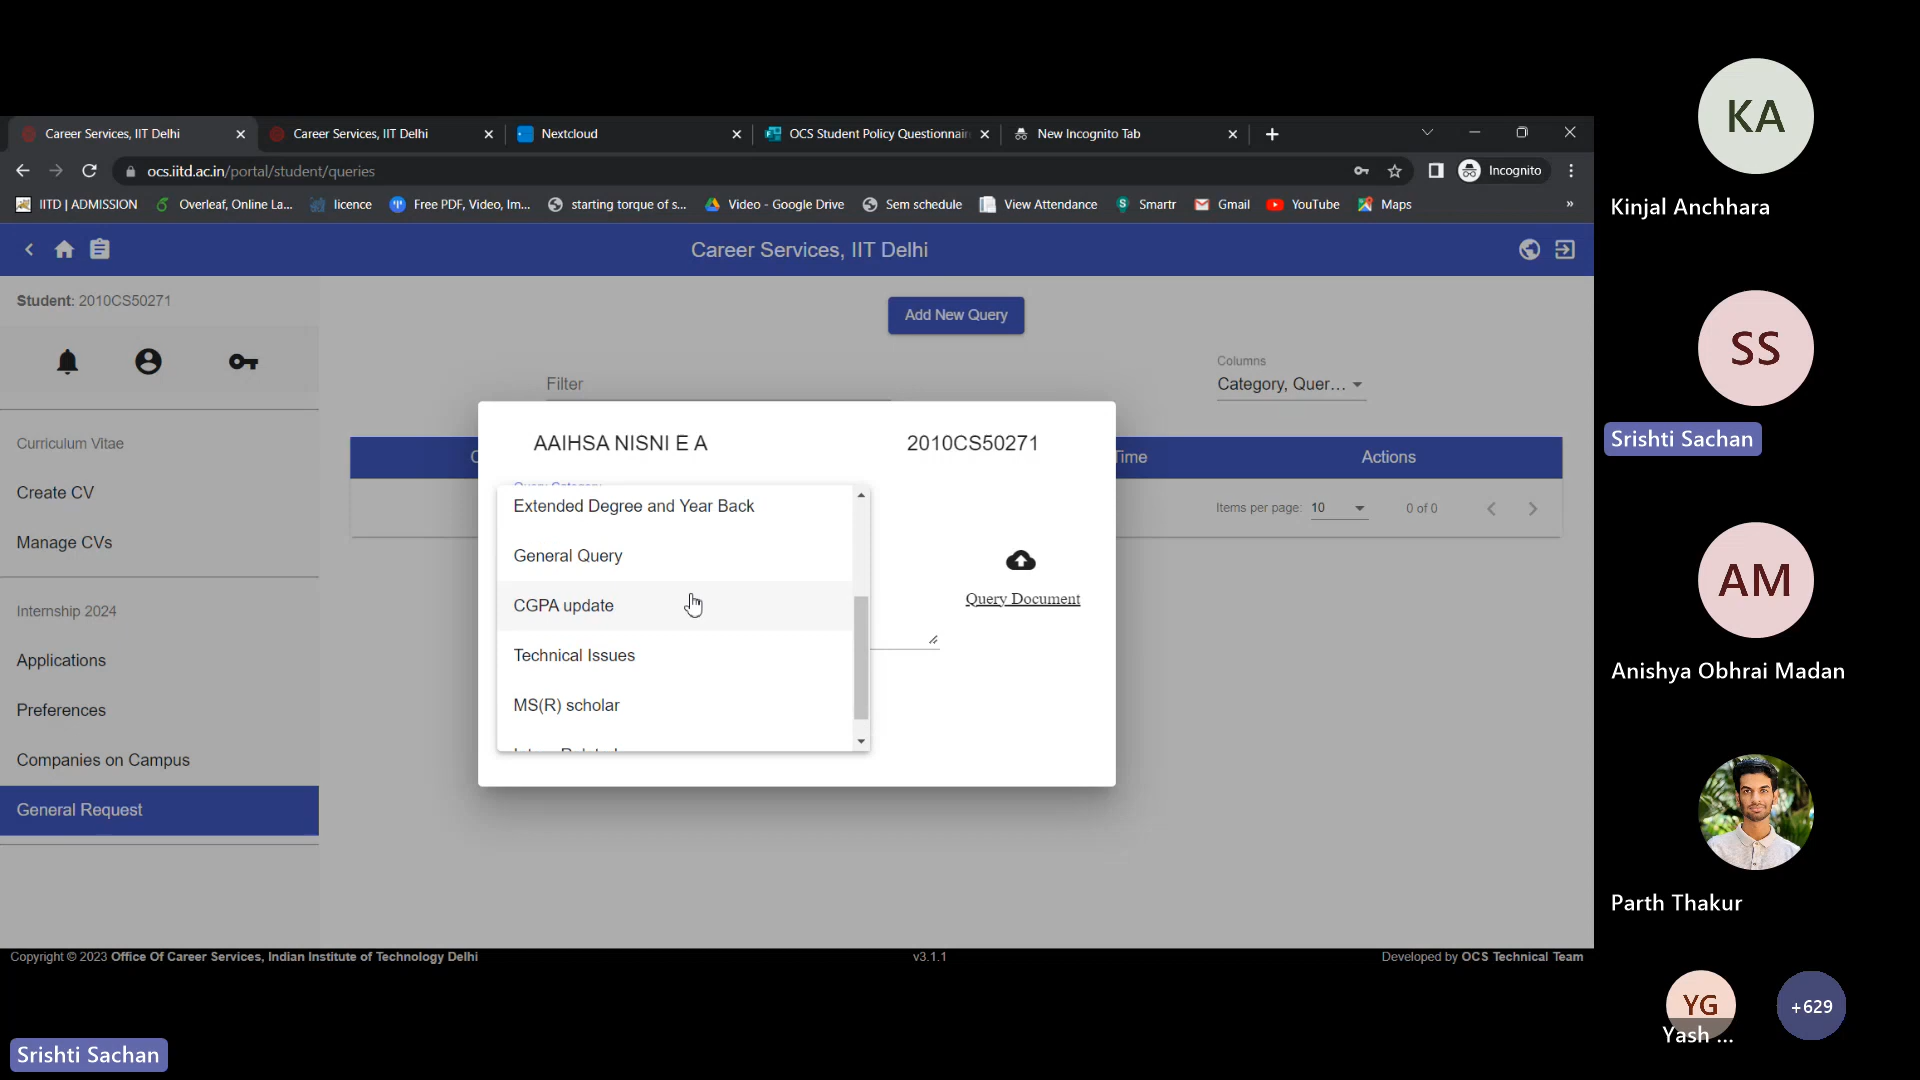 Career Services, IIT Delhi
Career Services, IIT Delhi
Nextcloud
OCS Student Policy Questionnair
New Incognito Tab
ocs.iitd.ac.in/portal/student/queries
Incognito
IITD | ADMISSION
Overleaf, Online La...
licence
Free PDF, Video, Im...
starting torque of s...
Video - Google Drive
Sem schedule
View Attendance
Smartr
Gmail
YouTube
Maps
»
Career Services, IIT Delhi
Student: 2010CS50271
Curriculum Vitae
Create CV
Manage CVs
Internship 2024
Applications
Preferences
Companies on Campus
General Request
Add New Query
Filter
Columns
Category, Quer...
Time
Actions
Items per page: 10
0 of 0
AAIHSA NISNI E A
2010CS50271
Query Category
Extended Degree and Year Back
General Query
CGPA update
Technical Issues
MS(R) scholar
Query Document
Copyright © 2023 Office Of Career Services, Indian Institute of Technology Delhi
v3.1.1
Developed by OCS Technical Team
Srishti Sachan
KA
Kinjal Anchhara
SS
Srishti Sachan
AM
Anishya Obhrai Madan
Parth Thakur
YG
Yash ...
+629